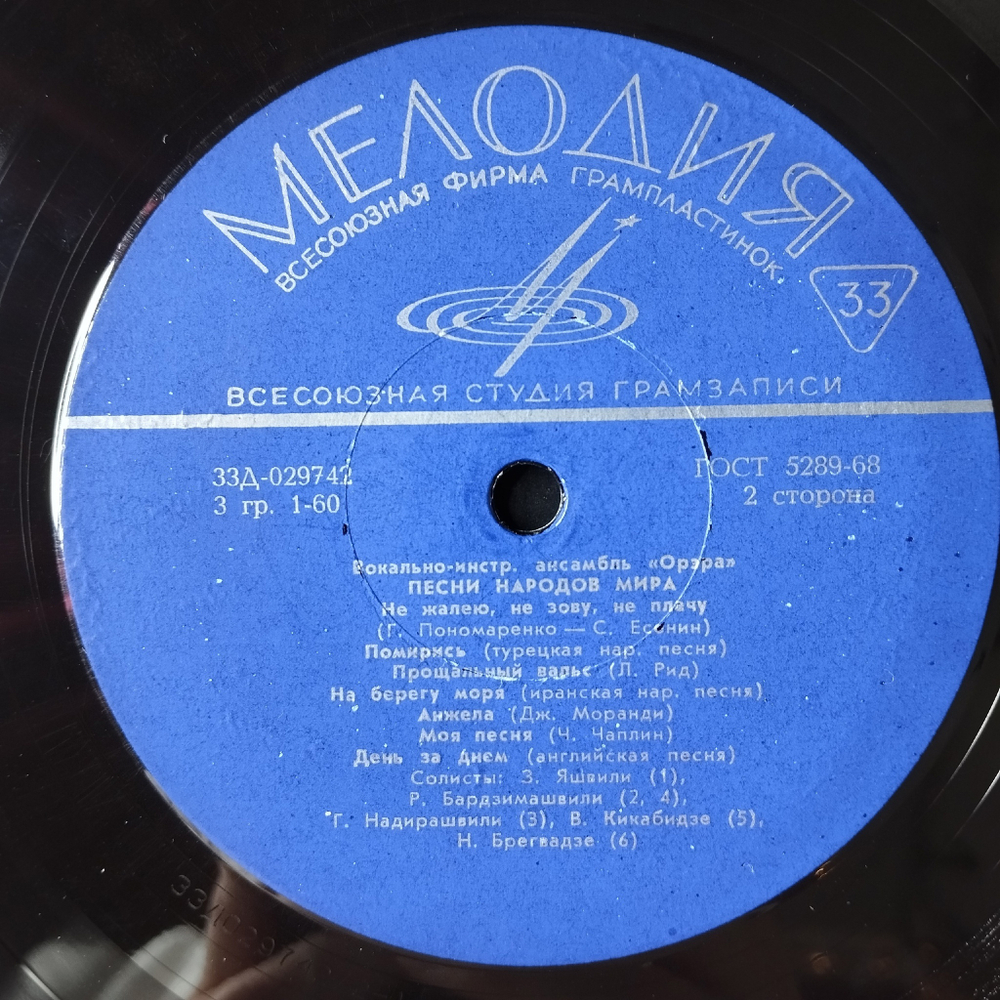 МЕЛОДИЯ
ВСЕСОЮЗНАЯ ФИРМА ГРАМПЛАСТИНОК.
33
ВСЕСОЮЗНАЯ СТУДИЯ ГРАМЗАПИСИ
33Д-029742
ГОСТ 5289-68
3 гр. 1-60
2 сторона
Вокально-инстр. ансамбль «Орэра»
ПЕСНИ НАРОДОВ МИРА
Не жалею, не зову, не плачу
(Г. Пономаренко — С. Есенин)
Помирись (турецкая нар. песня)
Прощальный вальс (Л. Рид)
На берегу моря (иранская нар. песня)
Анжела (Дж. Моранди)
Моя песня (Ч. Чаплин)
День за днем (английская песня)
Солисты: З. Яшвили (1),
Р. Бардзимашвили (2, 4),
Г. Надирашвили (3), В. Кикабидзе (5),
Н. Брегвадзе (6)